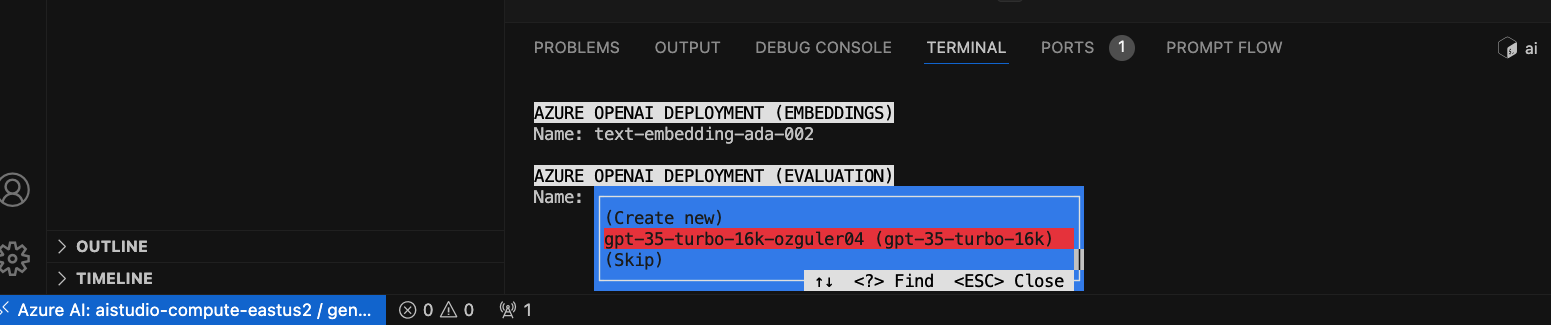 PROBLEMS OUTPUT DEBUG CONSOLE TERMINAL PORTS 1 PROMPT FLOW ai
AZURE OPENAI DEPLOYMENT (EMBEDDINGS)
Name: text-embedding-ada-002
AZURE OPENAI DEPLOYMENT (EVALUATION)
Name:
(Create new)
gpt-35-turbo-16k-ozguler04 (gpt-35-turbo-16k)
(Skip)
↑↓ <?> Find <ESC> Close
OUTLINE
TIMELINE
Azure AI: aistudio-compute-eastus2 / gen... 0 0 1